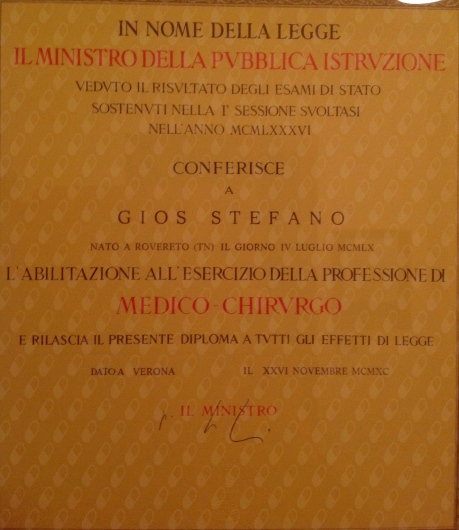 IN NOME DELLA LEGGE
IL MINISTRO DELLA PVBBLICA ISTRVZIONE
VEDVTO IL RISVLTATO DEGLI ESAMI DI STATO
SOSTENVTI NELLA 1ª SESSIONE SVOLTASI
NELL'ANNO MCMLXXXVI
CONFERISCE
A
GIOS STEFANO
NATO A ROVERETO (TN) IL GIORNO IV LUGLIO MCMLX
L'ABILITAZIONE ALL'ESERCIZIO DELLA PROFESSIONE DI
MEDICO-CHIRVRGO
E RILASCIA IL PRESENTE DIPLOMA A TVTTI GLI EFFETTI DI LEGGE
DATO A VERONA IL XXVI NOVEMBRE MCMXC
IL MINISTRO